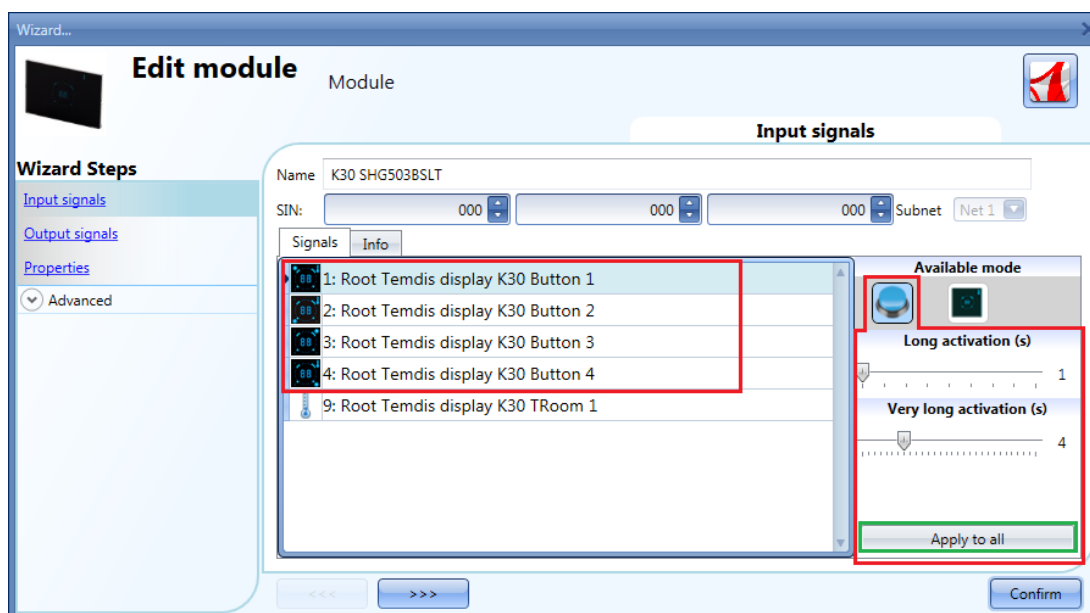 Wizard...
Edit module
Module
Input signals
Wizard Steps
Input signals
Output signals
Properties
Advanced
Name K30 SHG503BSLT
SIN: 000 000 000 Subnet Net 1
Signals Info
1: Root Temdis display K30 Button 1
2: Root Temdis display K30 Button 2
3: Root Temdis display K30 Button 3
4: Root Temdis display K30 Button 4
9: Root Temdis display K30 TRoom 1
Available mode
Long activation (s)
1
Very long activation (s)
4
Apply to all
<<< >>> Confirm